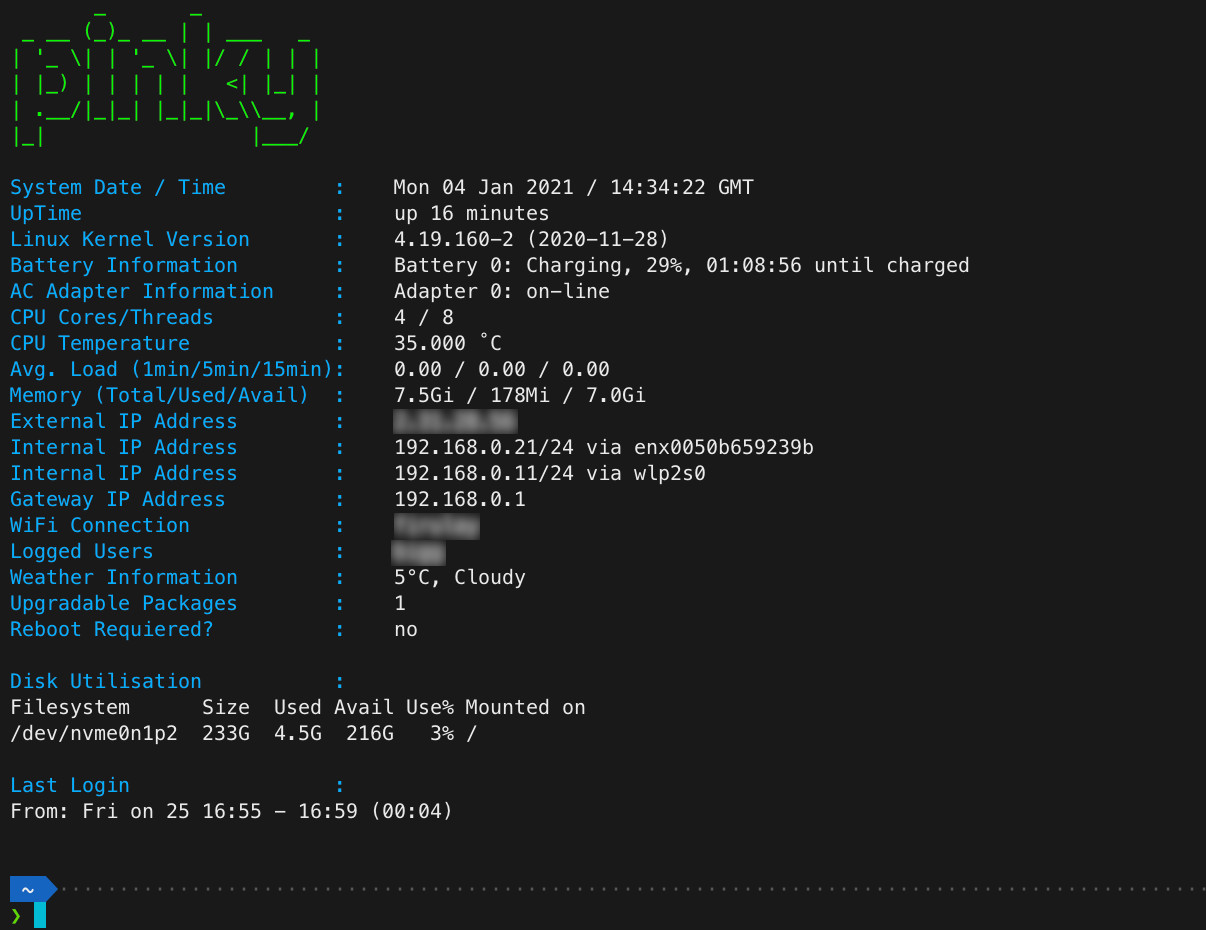 pinky
System Date / Time : Mon 04 Jan 2021 / 14:34:22 GMT
UpTime : up 16 minutes
Linux Kernel Version : 4.19.160-2 (2020-11-28)
Battery Information : Battery 0: Charging, 29%, 01:08:56 until charged
AC Adapter Information : Adapter 0: on-line
CPU Cores/Threads : 4 / 8
CPU Temperature : 35.000 ˚C
Avg. Load (1min/5min/15min): 0.00 / 0.00 / 0.00
Memory (Total/Used/Avail) : 7.5Gi / 178Mi / 7.0Gi
External IP Address :
Internal IP Address : 192.168.0.21/24 via enx0050b659239b
Internal IP Address : 192.168.0.11/24 via wlp2s0
Gateway IP Address : 192.168.0.1
WiFi Connection :
Logged Users :
Weather Information : 5°C, Cloudy
Upgradable Packages : 1
Reboot Requiered? : no
Disk Utilisation :
Filesystem Size Used Avail Use% Mounted on
/dev/nvme0n1p2 233G 4.5G 216G 3% /
Last Login :
From: Fri on 25 16:55 - 16:59 (00:04)
~
❯